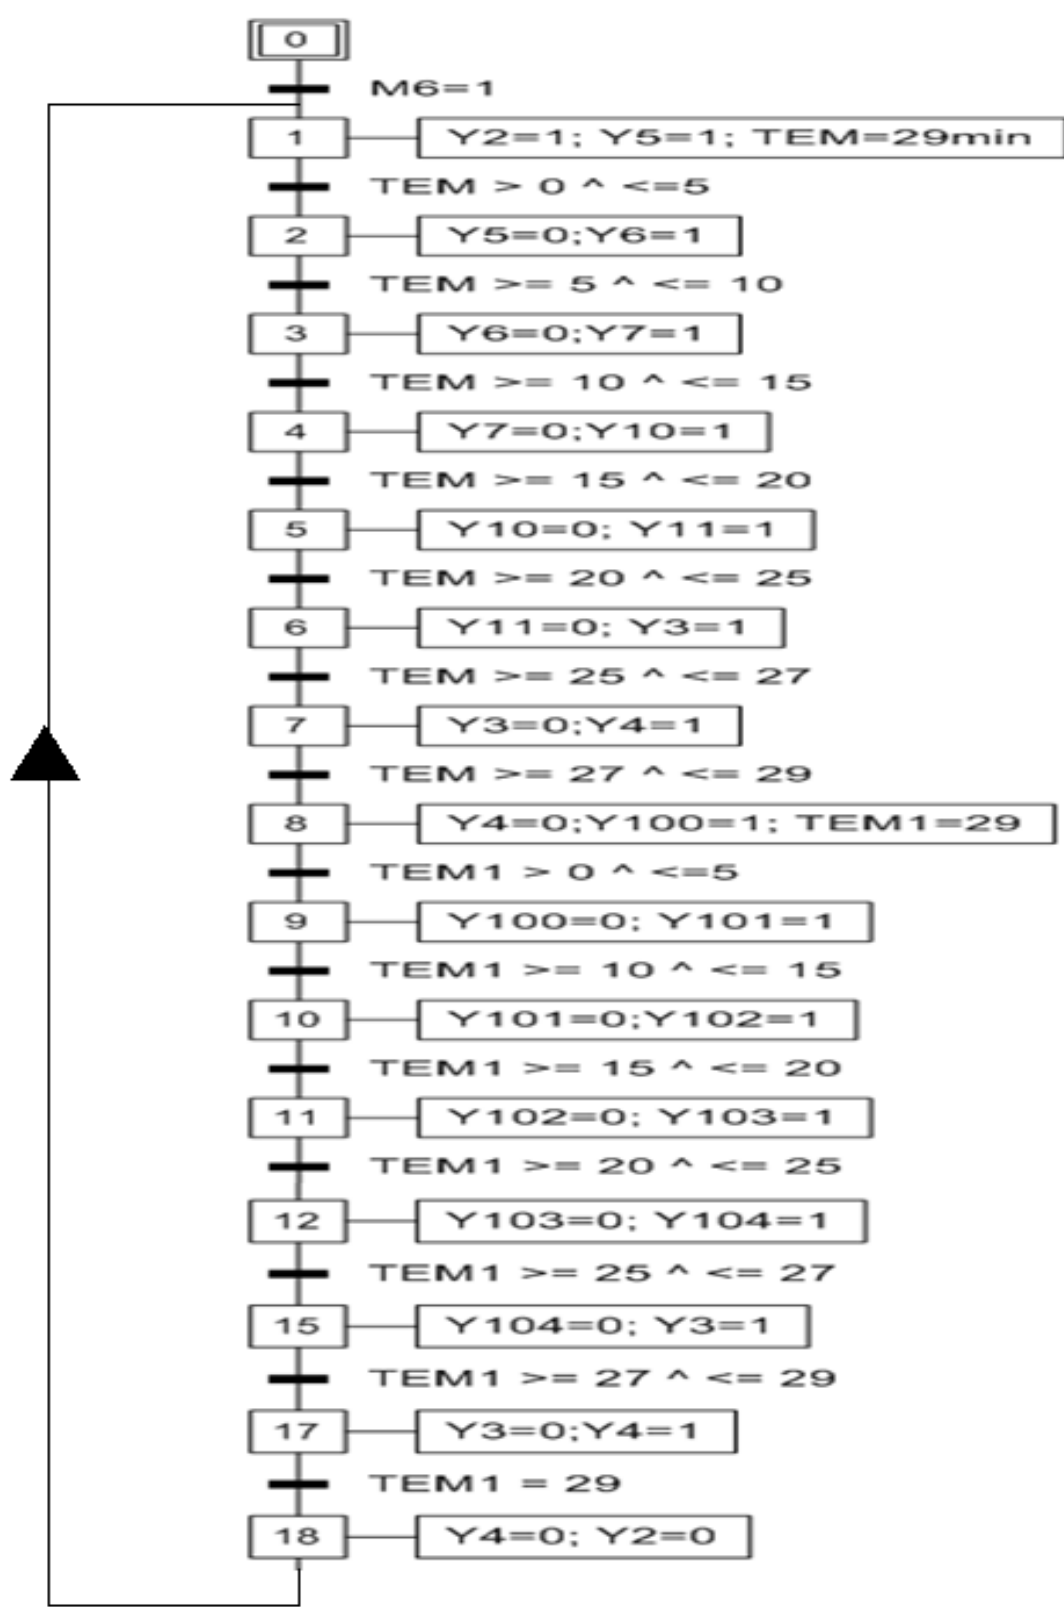 0
M6=1
1 Y2=1; Y5=1; TEM=29min
TEM > 0 ^ <=5
2 Y5=0;Y6=1
TEM >= 5 ^ <= 10
3 Y6=0;Y7=1
TEM >= 10 ^ <= 15
4 Y7=0;Y10=1
TEM >= 15 ^ <= 20
5 Y10=0; Y11=1
TEM >= 20 ^ <= 25
6 Y11=0; Y3=1
TEM >= 25 ^ <= 27
7 Y3=0;Y4=1
TEM >= 27 ^ <= 29
8 Y4=0;Y100=1; TEM1=29
TEM1 > 0 ^ <=5
9 Y100=0; Y101=1
TEM1 >= 10 ^ <= 15
10 Y101=0;Y102=1
TEM1 >= 15 ^ <= 20
11 Y102=0; Y103=1
TEM1 >= 20 ^ <= 25
12 Y103=0; Y104=1
TEM1 >= 25 ^ <= 27
15 Y104=0; Y3=1
TEM1 >= 27 ^ <= 29
17 Y3=0;Y4=1
TEM1 = 29
18 Y4=0; Y2=0